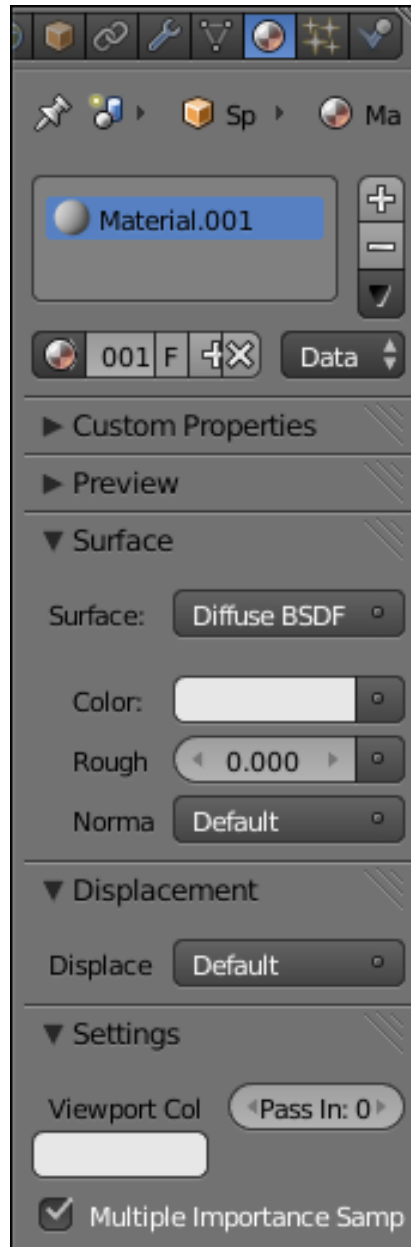 Sp Ma
Material.001
001 F Data
Custom Properties
Preview
Surface
Surface: Diffuse BSDF
Color:
Rough 0.000
Norma Default
Displacement
Displace Default
Settings
Viewport Col Pass In: 0
Multiple Importance Samp